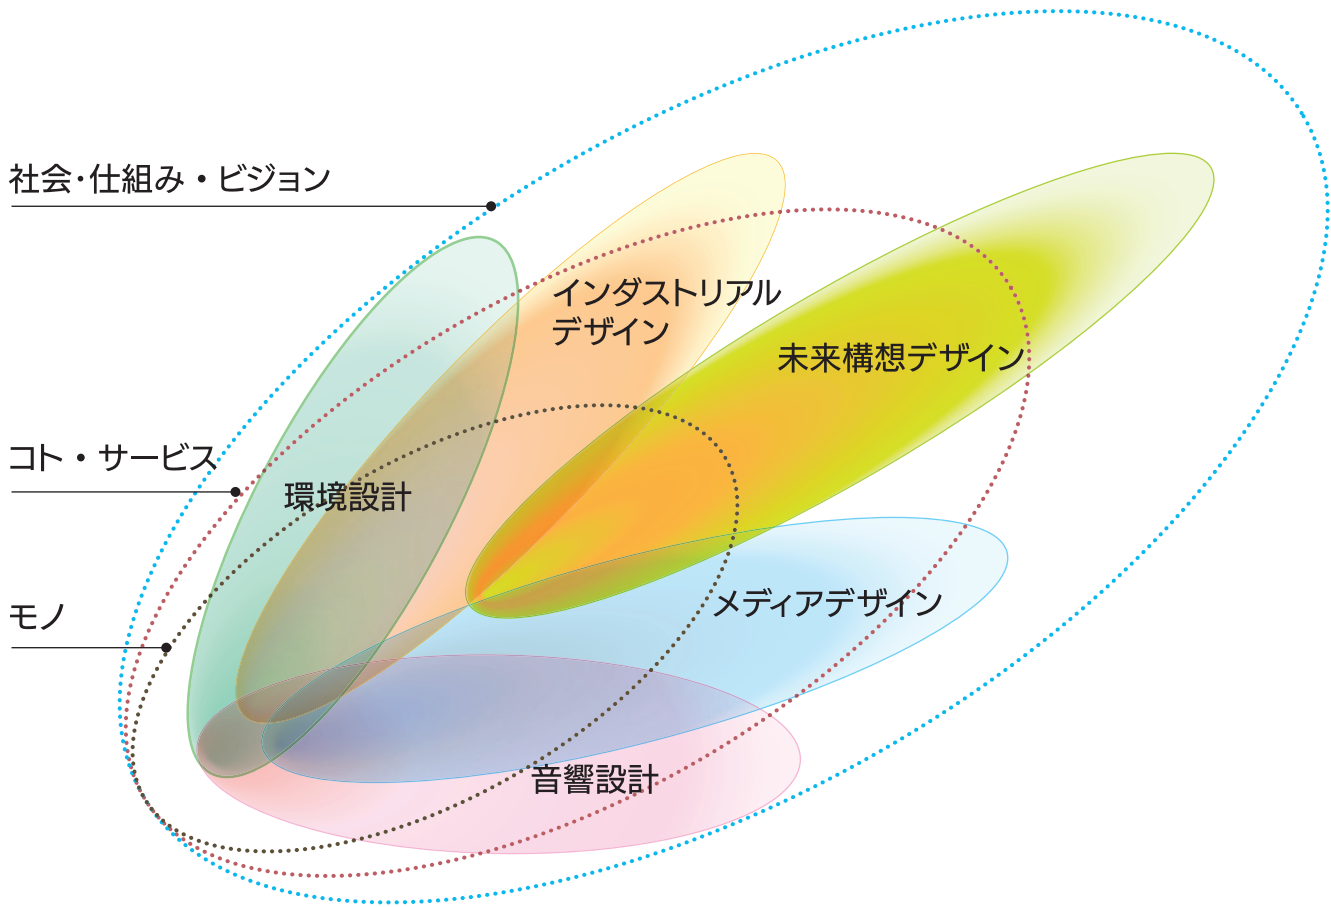 社会・仕組み・ビジョン
インダストリアル
デザイン
未来構想デザイン
コト・サービス
環境設計
モノ
メディアデザイン
音響設計